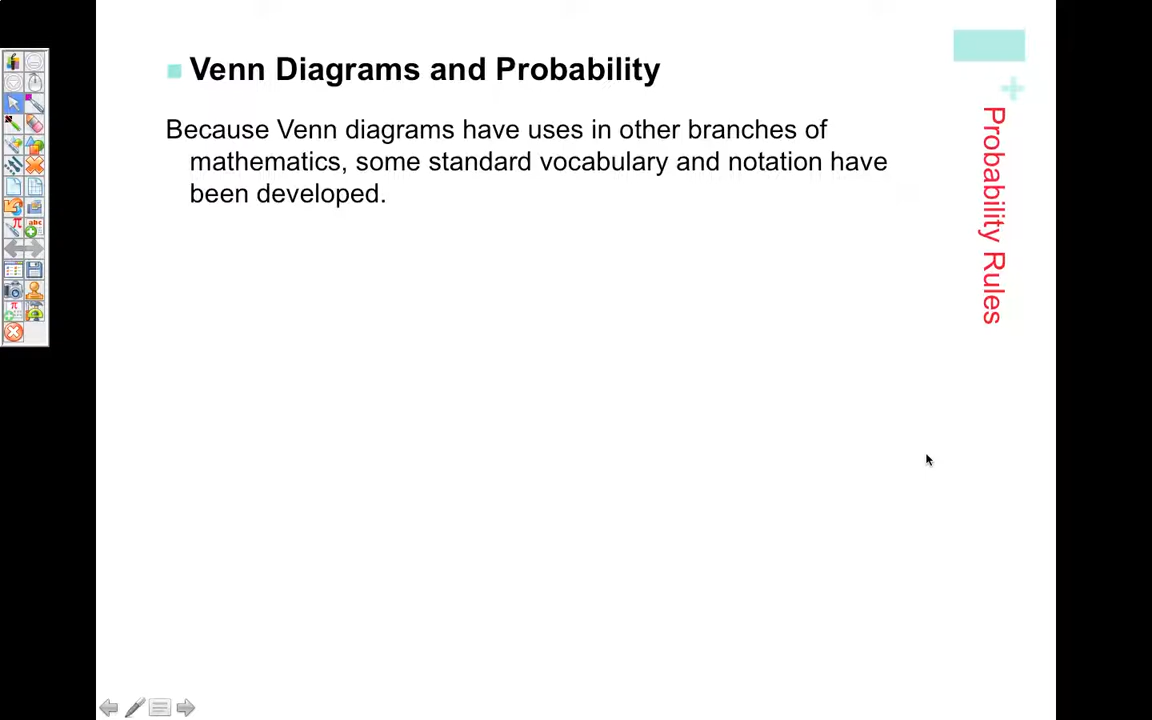 Venn Diagrams and Probability
Because Venn diagrams have uses in other branches of
mathematics, some standard vocabulary and notation have
been developed.
+
Probability Rules